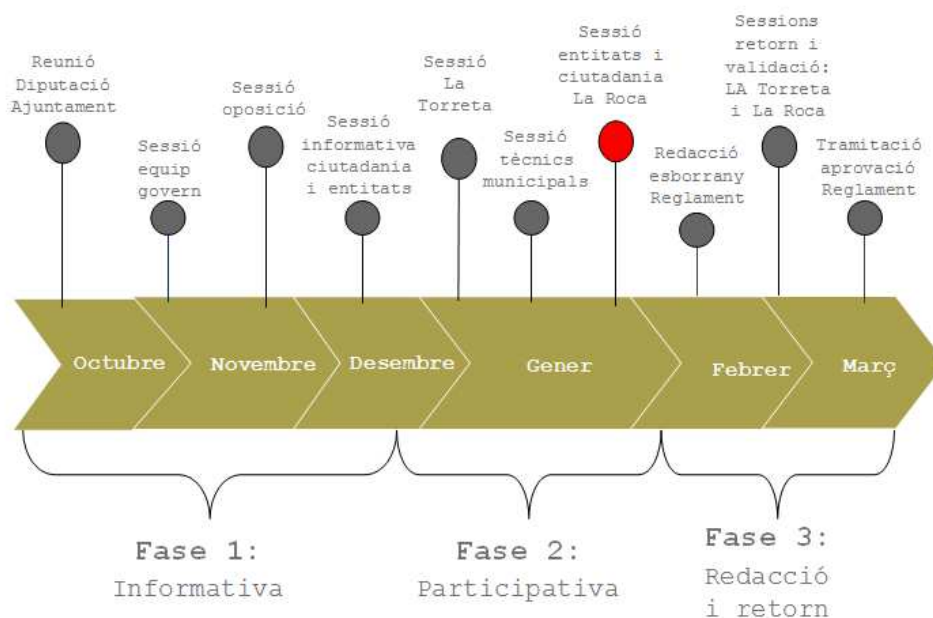 Reunió
Diputació
Ajuntament
Sessió
equip
govern
Sessió
oposició
Sessió
informativa
ciutadania
i entitats
Sessió
La
Torreta
Sessió
tècnics
municipals
Sessió
entitats i
ciutadania
La Roca
Redacció
esborrany
Reglament
Sessions
retorn i
validació:
LA Torreta
i La Roca
Tramitació
aprovació
Reglament
Octubre
Novembre
Desembre
Gener
Febrer
Març
Fase 1:
Informativa
Fase 2:
Participativa
Fase 3:
Redacció
i retorn